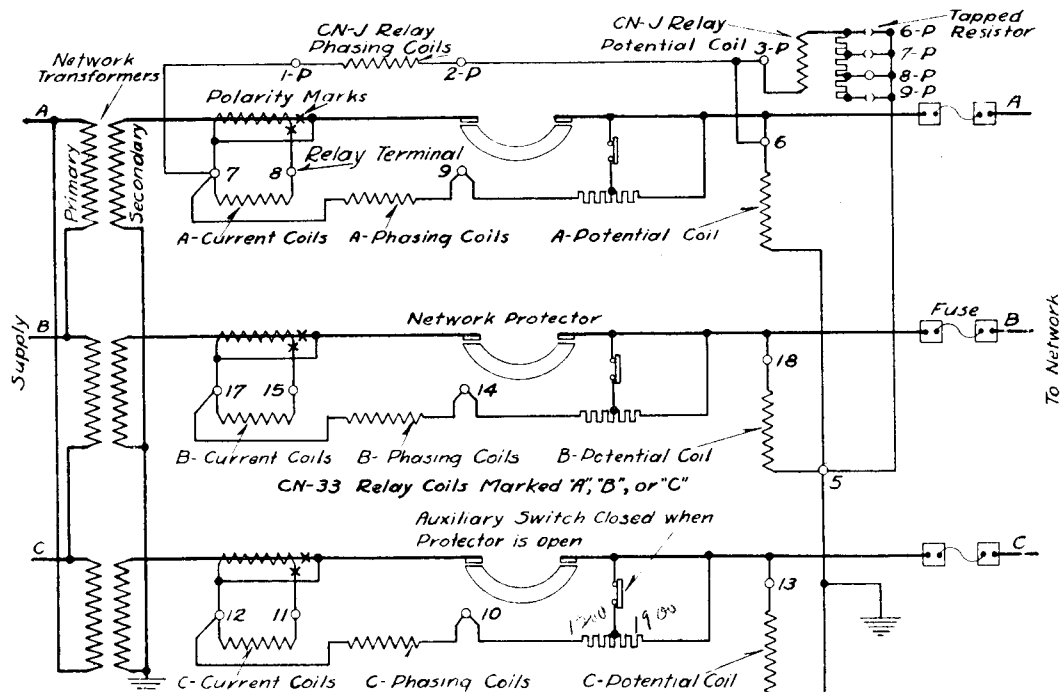 CN-J Relay
Phasing Coils
CN-J Relay
Potential Coil
Tapped
Resistor
Network
Transformers
1-P
2-P
3-P
6-P
7-P
8-P
9-P
Polarity Marks
A
A
Primary
Secondary
7
8
Relay Terminal
9
6
A-Current Coils
A-Phasing Coils
A-Potential Coil
Supply
B
Network Protector
Fuse
B
To Network
17
15
14
18
B-Current Coils
B-Phasing Coils
B-Potential Coil
5
CN-33 Relay Coils Marked "A", "B", or "C"
Auxiliary Switch Closed when
Protector is open
C
C
12
11
10
1300 1900
13
C-Current Coils
C-Phasing Coils
C-Potential Coil